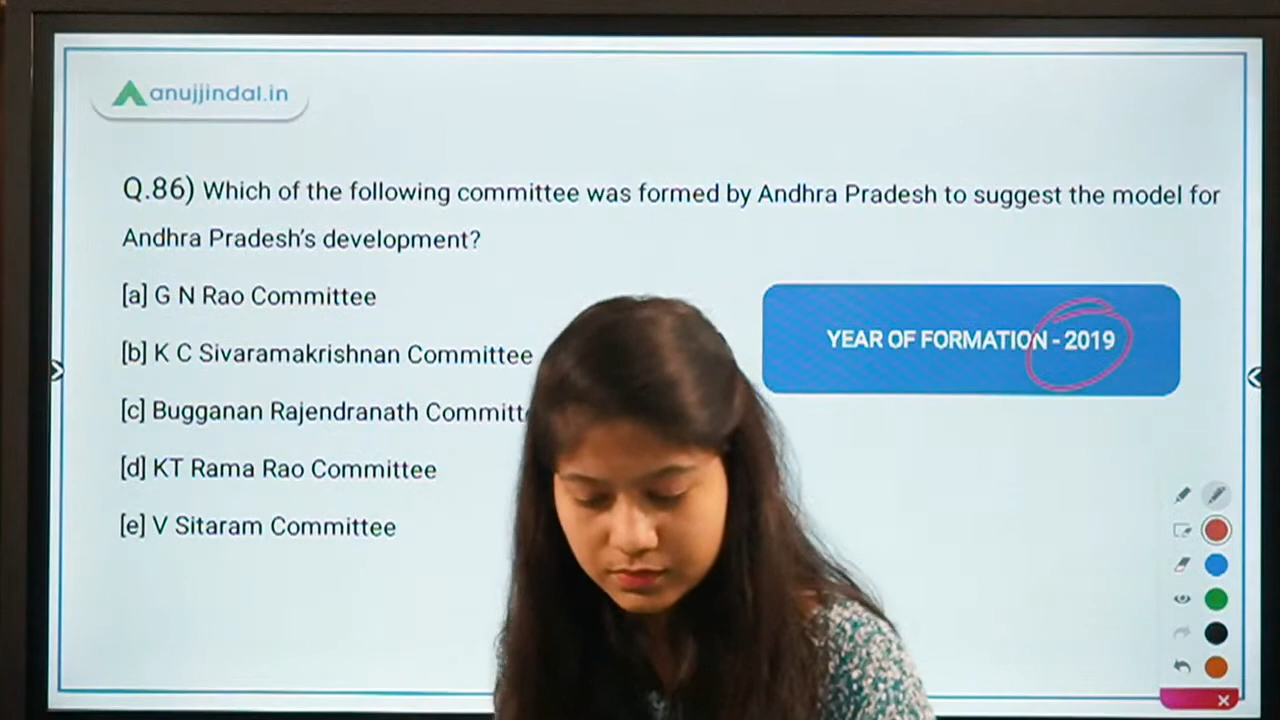 anujjindal.in
Q.86) Which of the following committee was formed by Andhra Pradesh to suggest the model for
Andhra Pradesh's development?
[a] G N Rao Committee
[b] K C Sivaramakrishnan Committee
[c] Bugganan Rajendranath
[d] KT Rama Rao Committee
[e] V Sitaram Committee
YEAR OF FORMATION - 2019